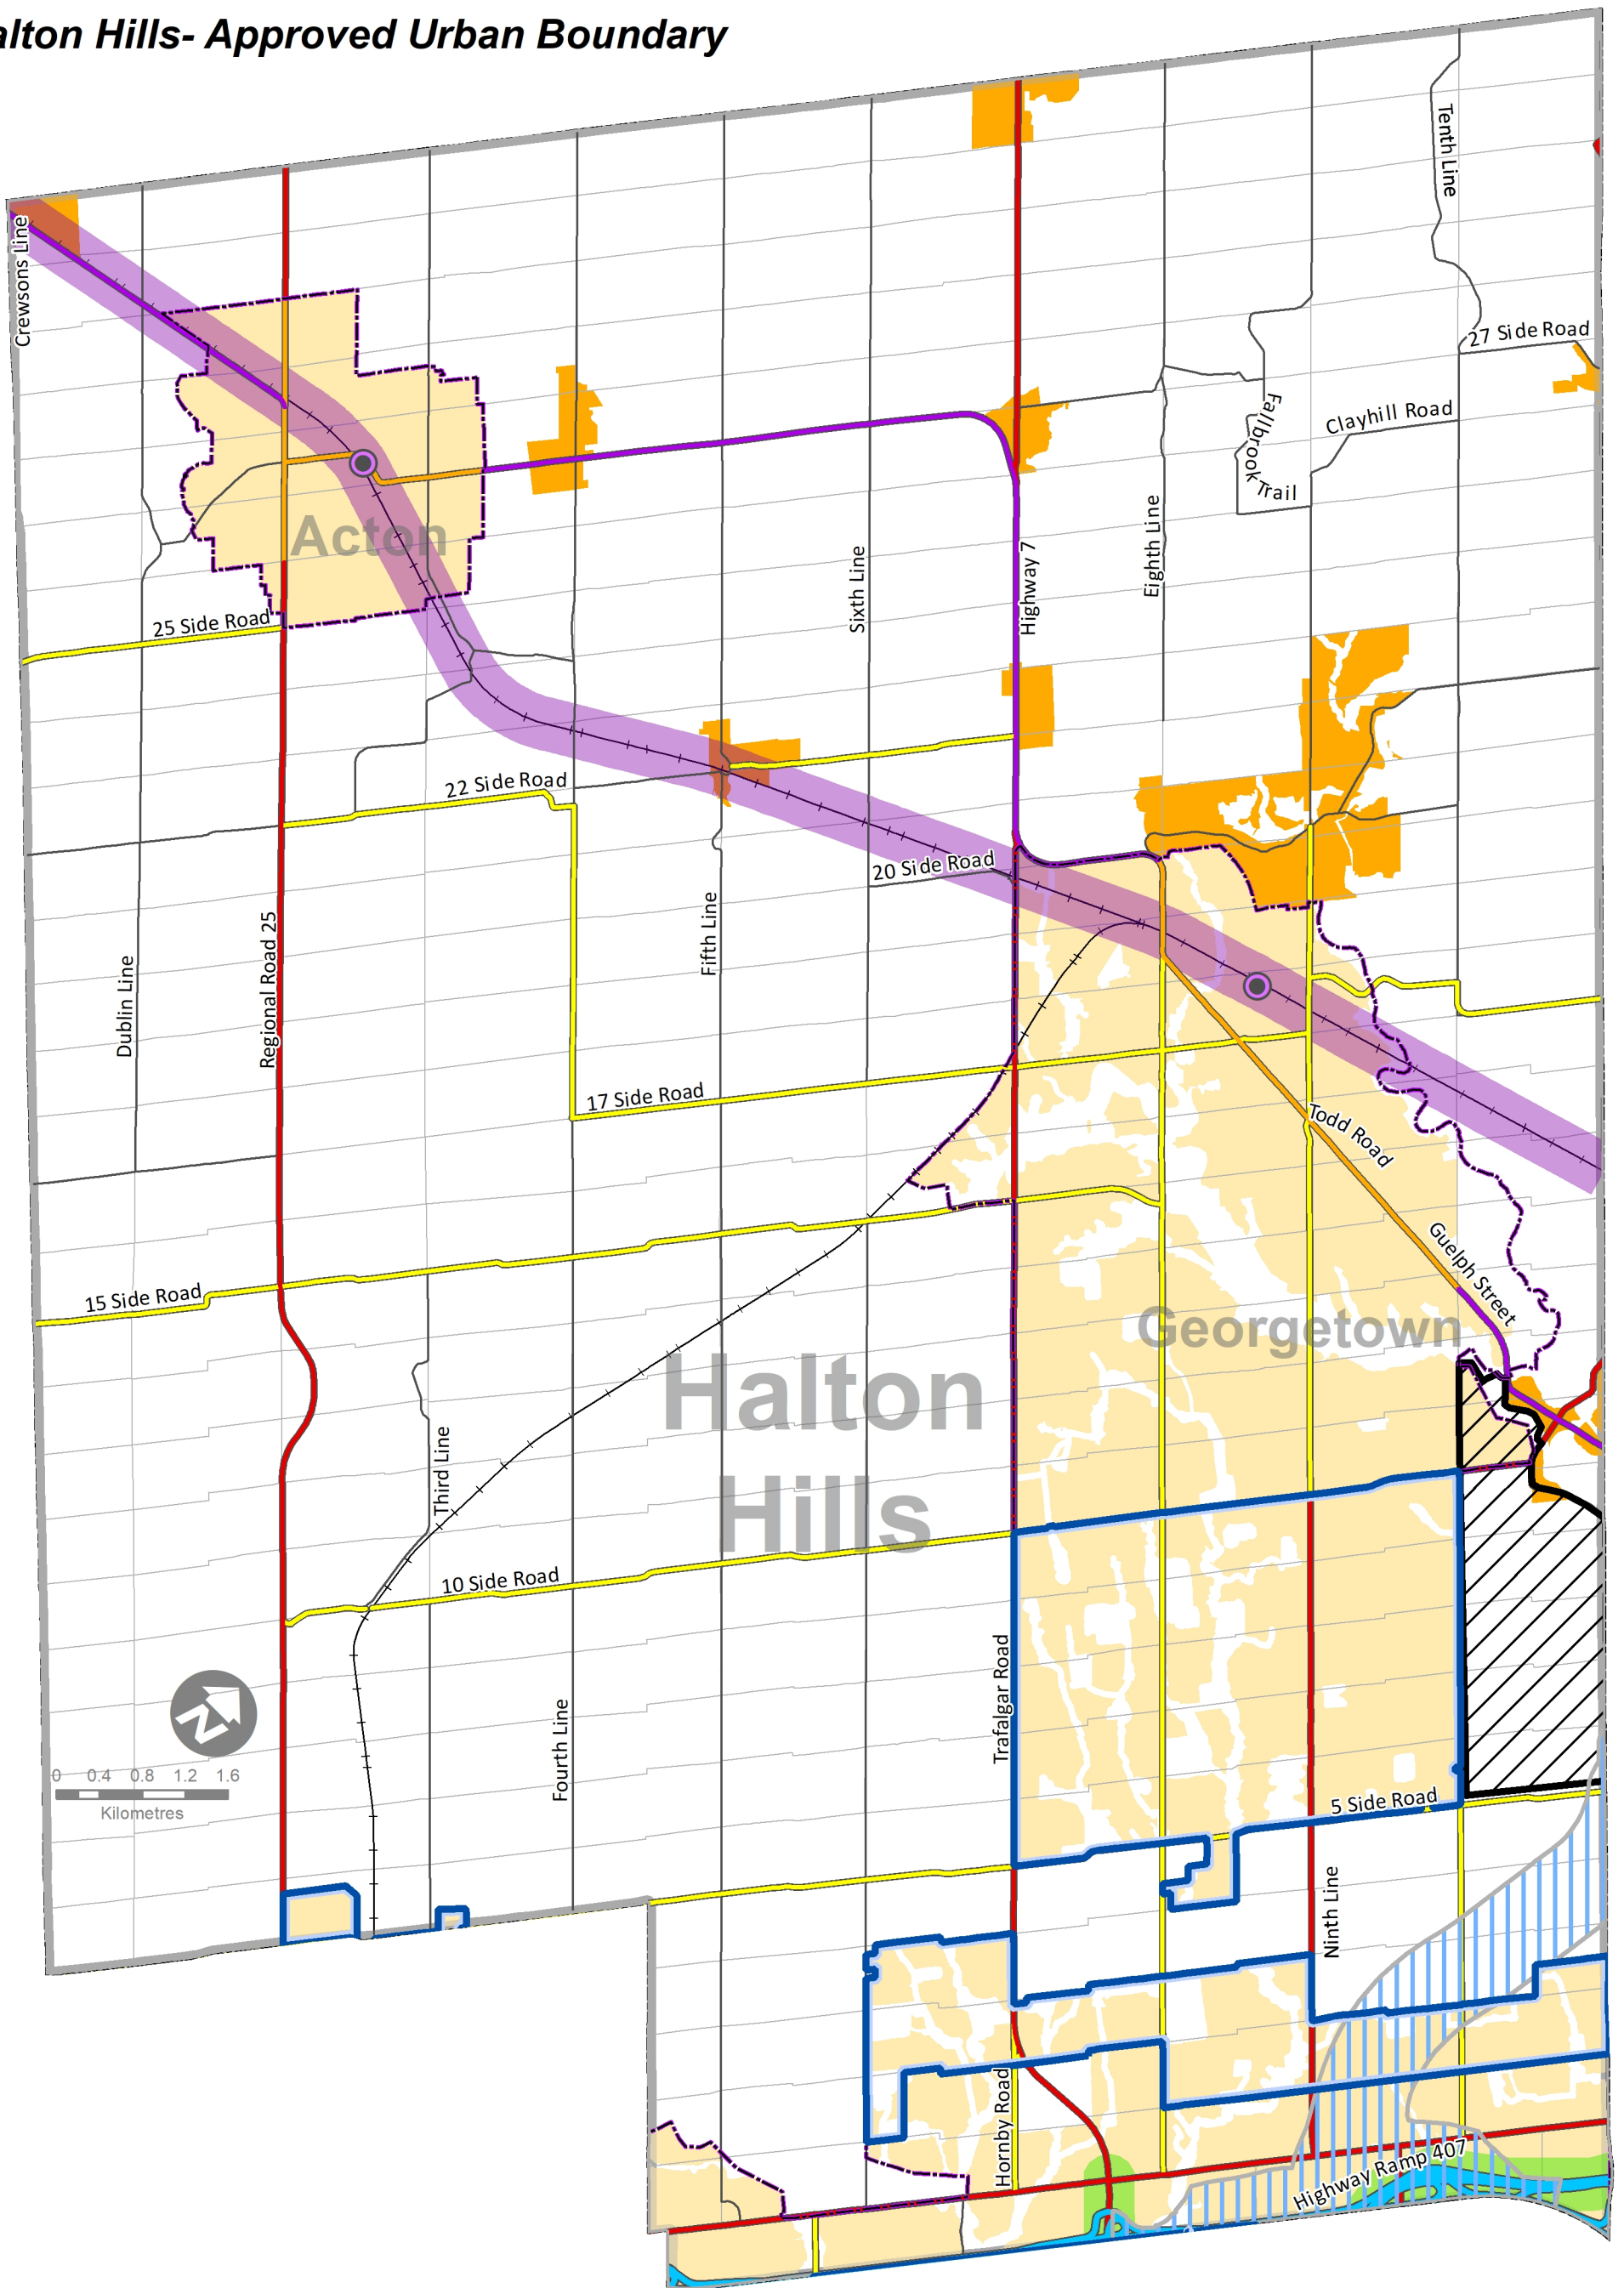 alton Hills- Approved Urban Boundary
Tenth Line
Crewsons Line
27 Side Road
Clayhill Road
Fallbrook Trail
Eighth Line
Highway 7
Sixth Line
Acton
25 Side Road
22 Side Road
20 Side Road
Fifth Line
Regional Road 25
Dublin Line
17 Side Road
Todd Road
Guelph Street
15 Side Road
Georgetown
Halton
Hills
Third Line
10 Side Road
Trafalgar Road
Fourth Line
N
0 0.4 0.8 1.2 1.6
Kilometres
5 Side Road
Ninth Line
Hornby Road
Highway Ramp 407